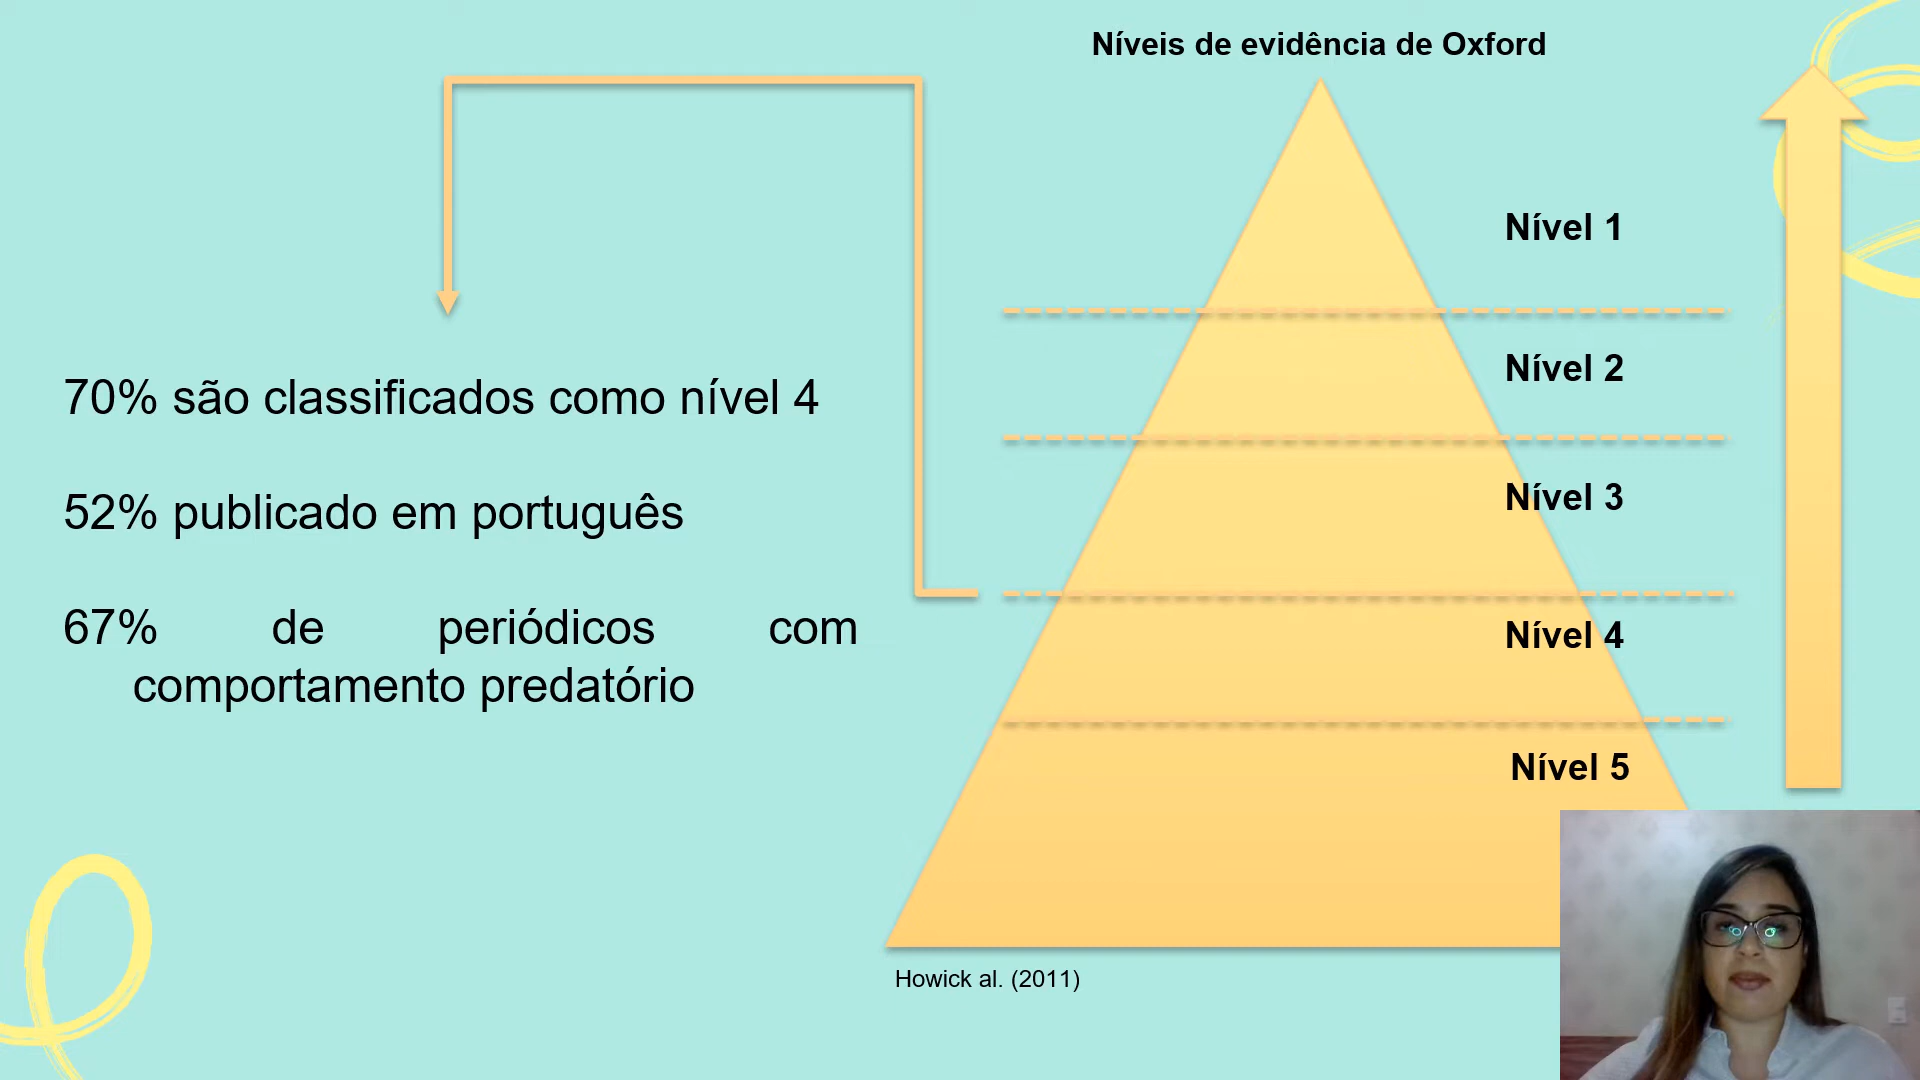 Níveis de evidência de Oxford
Nível 1
Nível 2
Nível 3
Nível 4
Nível 5
70% são classificados como nível 4
52% publicado em português
67% de periódicos com
comportamento predatório
Howick al. (2011)